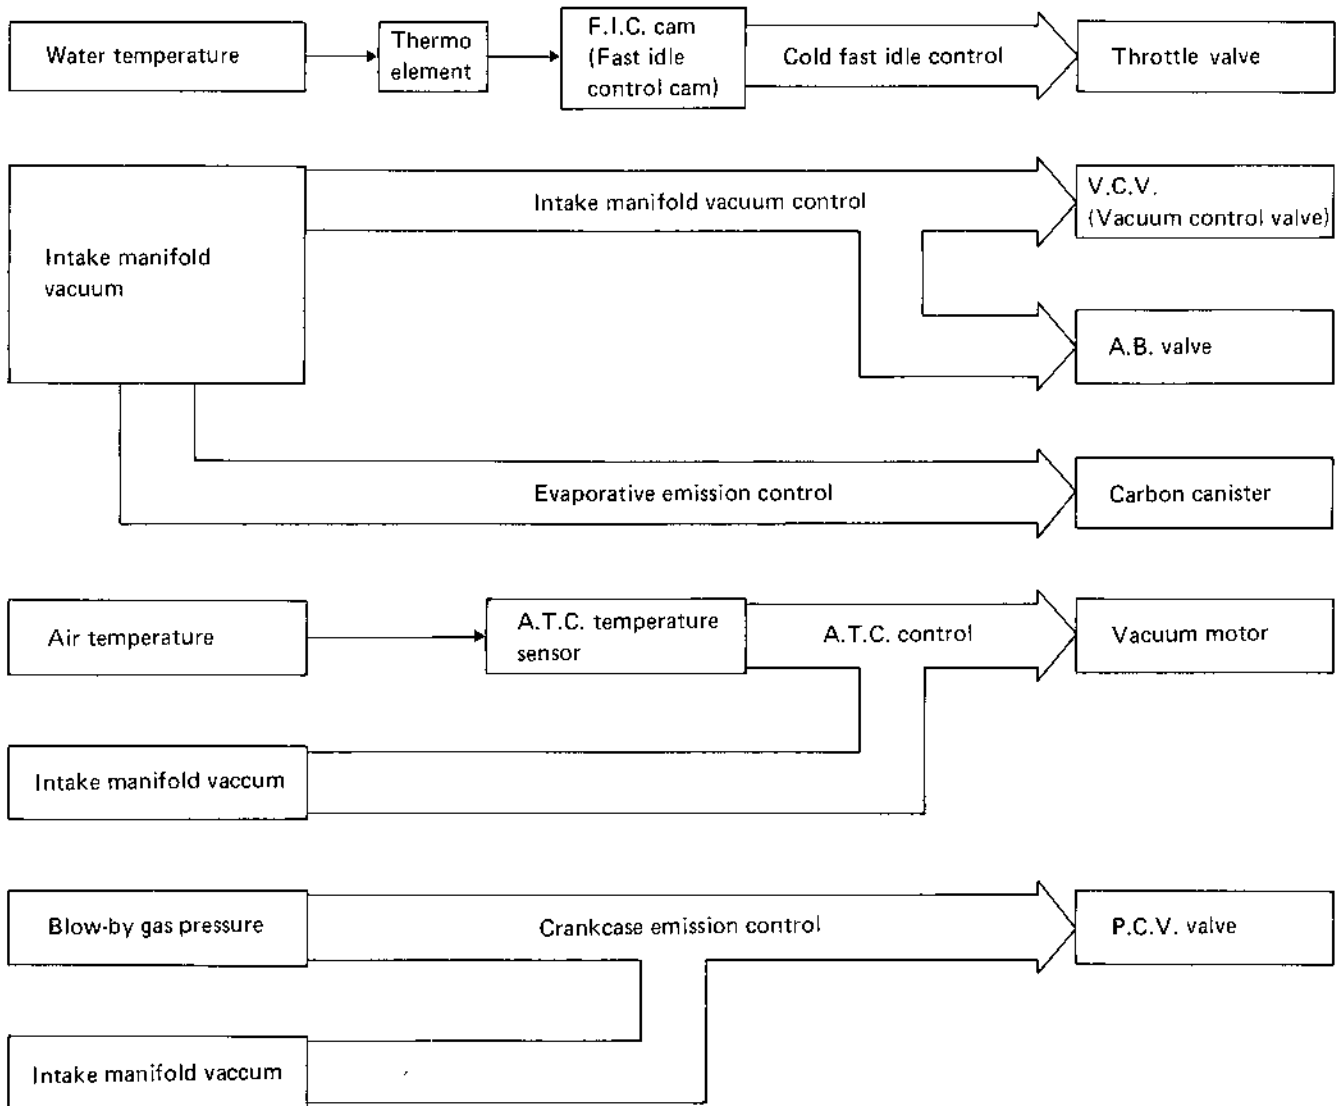 Water temperature
Thermo
element
F.I.C. cam
(Fast idle
control cam)
Cold fast idle control
Throttle valve
Intake manifold
vacuum
Intake manifold vacuum control
V.C.V.
(Vacuum control valve)
A.B. valve
Evaporative emission control
Carbon canister
Air temperature
A.T.C. temperature
sensor
A.T.C. control
Vacuum motor
Intake manifold vaccum
Blow-by gas pressure
Crankcase emission control
P.C.V. valve
Intake manifold vaccum